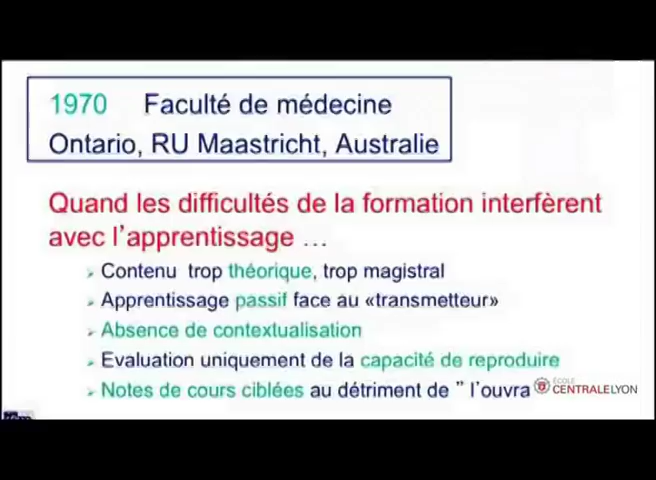 1970 Faculté de médecine
Ontario, RU Maastricht, Australie
Quand les difficultés de la formation interfèrent
avec l'apprentissage ...
Contenu trop théorique, trop magistral
Apprentissage passif face au «transmetteur»
Absence de contextualisation
Evaluation uniquement de la capacité de reproduire
Notes de cours ciblées au détriment de " l'ouvra
ÉCOLE
CENTRALELYON